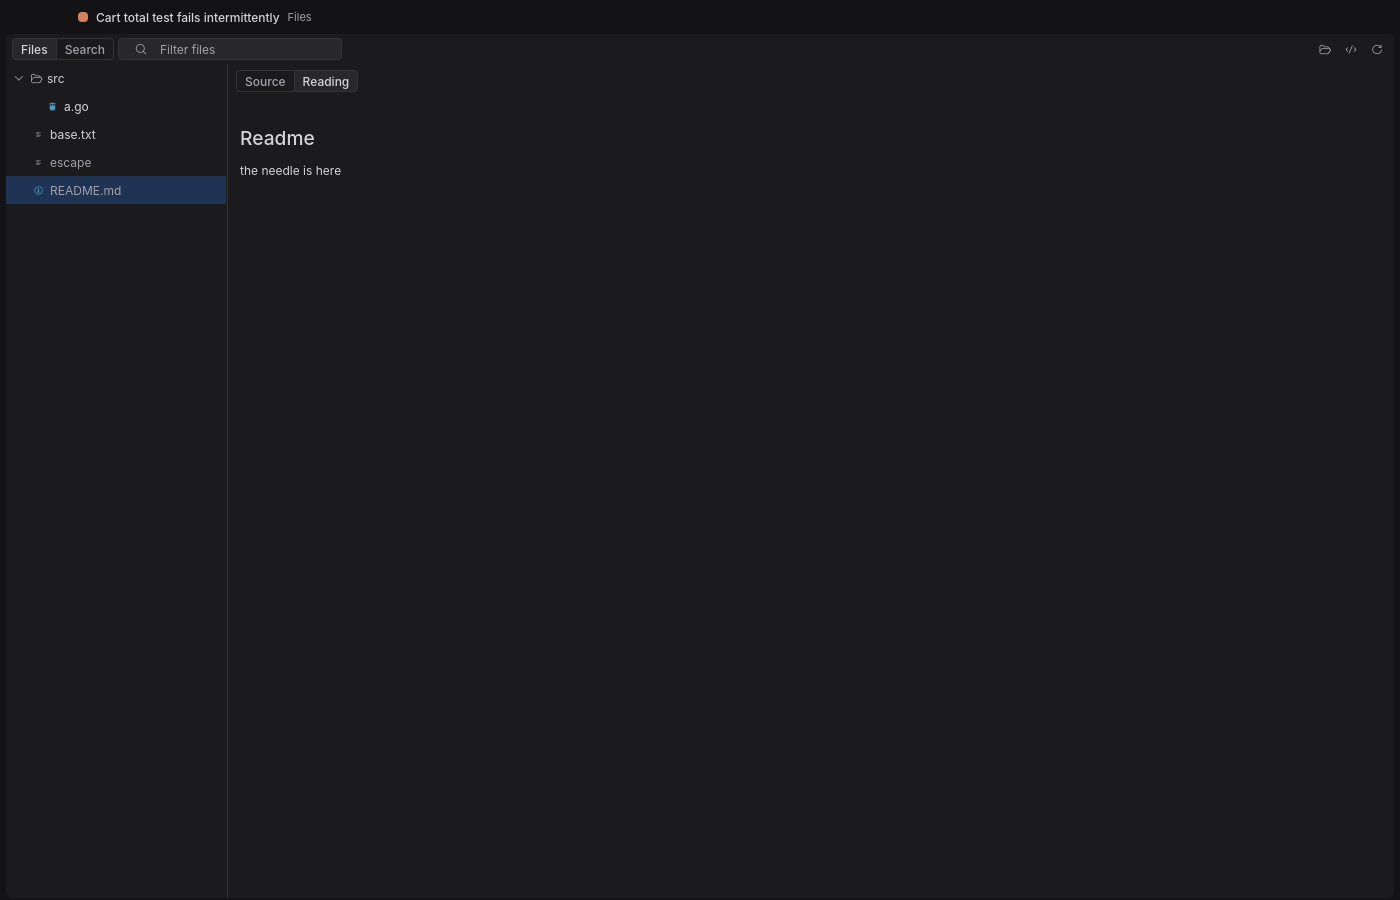 Cart total test fails intermittently Files
Files Search Filter files
src
a.go
base.txt
escape
README.md
Source Reading
Readme
the needle is here